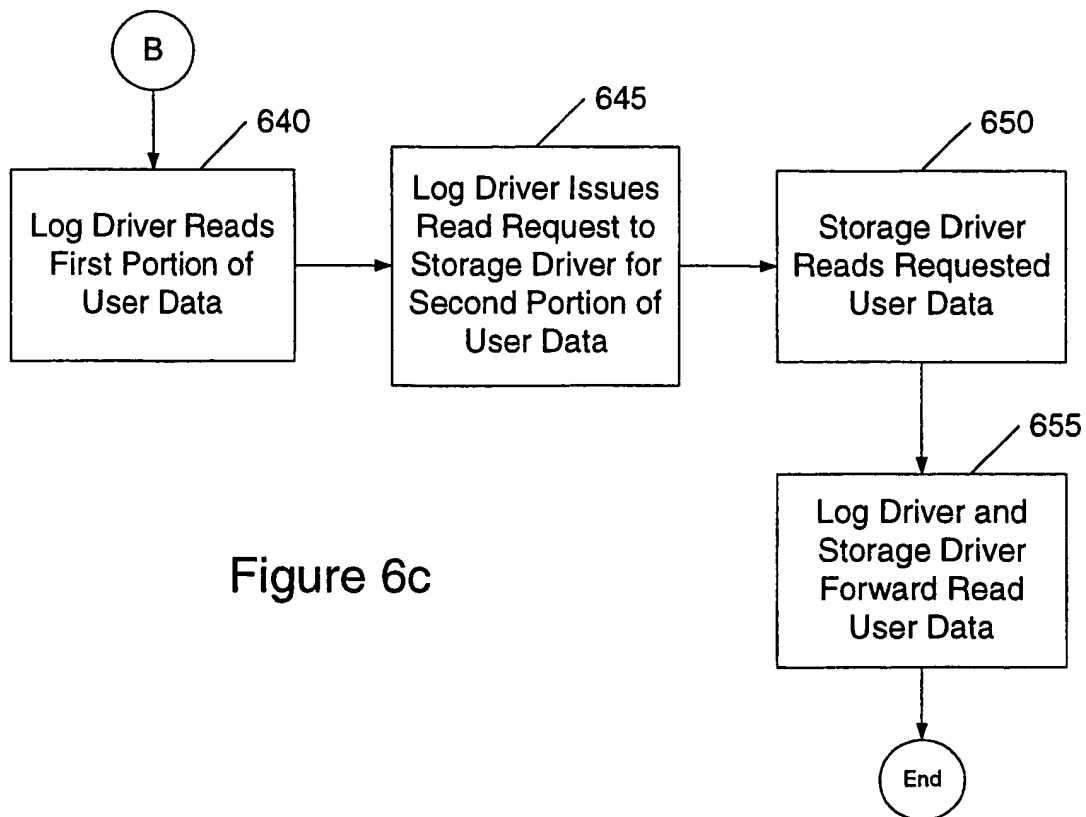 B
640
Log Driver Reads
First Portion of
User Data
645
Log Driver Issues
Read Request to
Storage Driver for
Second Portion of
User Data
650
Storage Driver
Reads Requested
User Data
655
Log Driver and
Storage Driver
Forward Read
User Data
Figure 6c
End